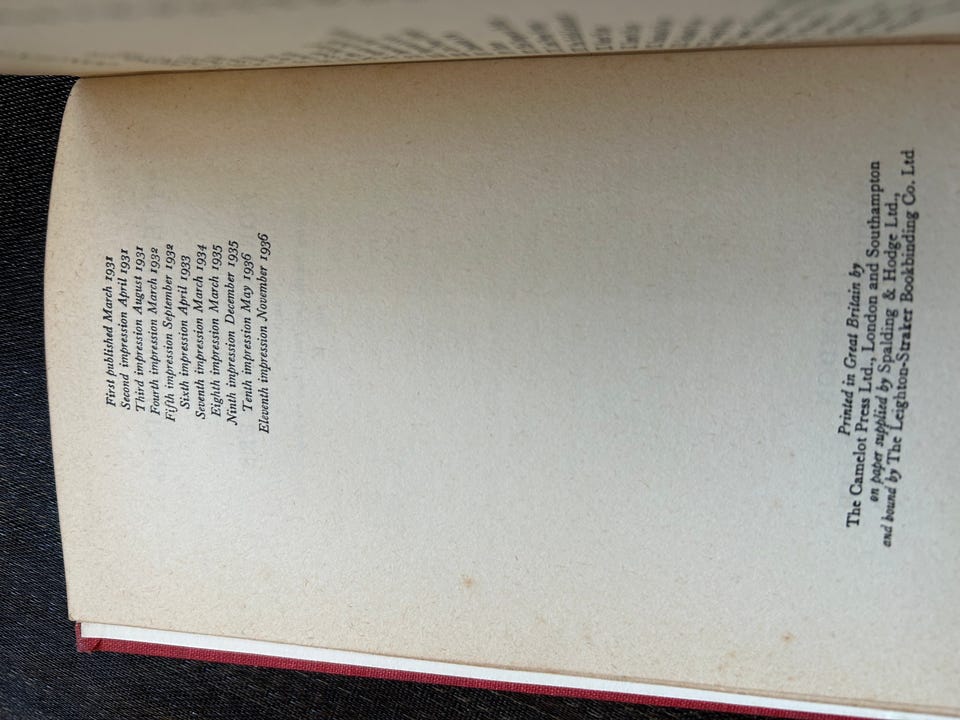 First published March 1931
Second impression April 1931
Third impression August 1931
Fourth impression March 1932
Fifth impression September 1932
Sixth impression April 1933
Seventh impression March 1934
Eighth impression March 1935
Ninth impression December 1935
Tenth impression May 1936
Eleventh impression November 1936
Printed in Great Britain by
The Camelot Press Ltd., London and Southampton
on paper supplied by Spalding & Hodge Ltd.,
and bound by The Leighton-Straker Bookbinding Co. Ltd